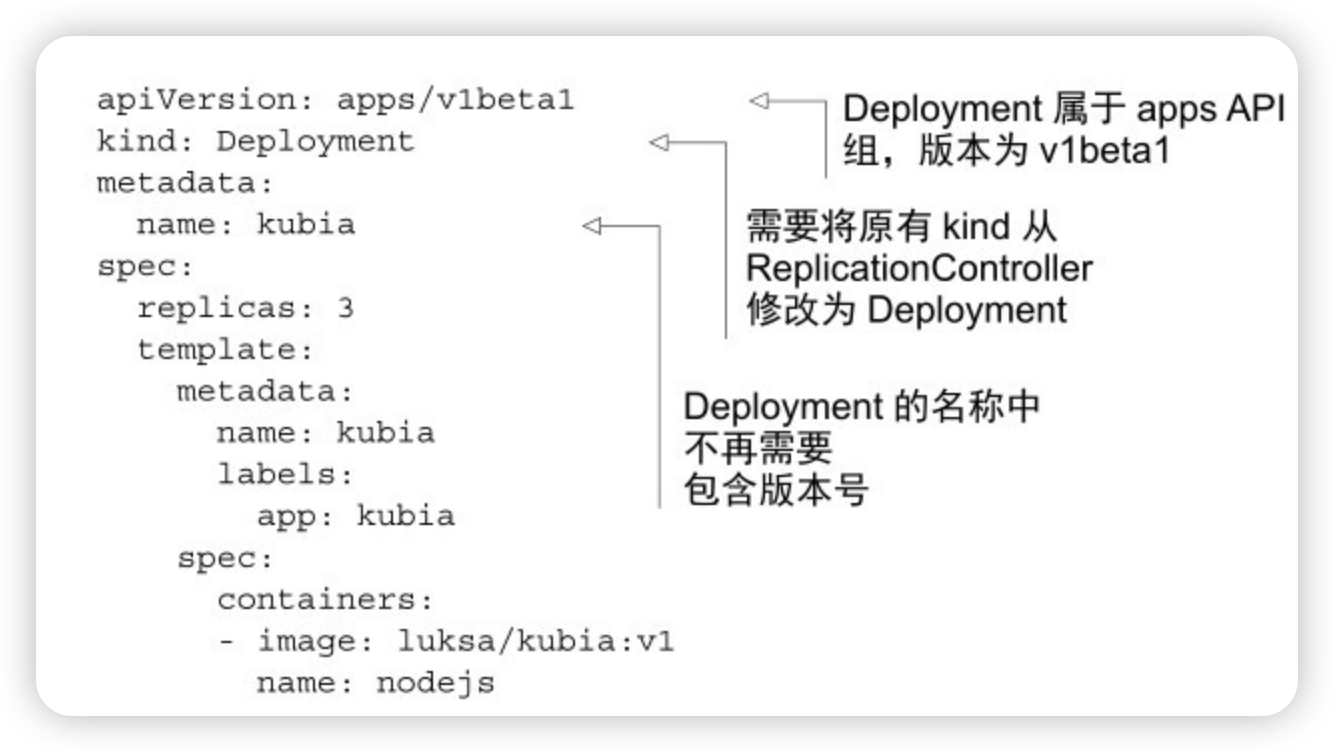 apiVersion: apps/v1beta1
kind: Deployment
metadata:
  name: kubia
spec:
  replicas: 3
  template:
    metadata:
      name: kubia
      labels:
        app: kubia
    spec:
      containers:
      - image: luksa/kubia:v1
        name: nodejs
Deployment 属于 apps API
组，版本为 v1beta1
需要将原有 kind 从
ReplicationController
修改为 Deployment
Deployment 的名称中
不再需要
包含版本号